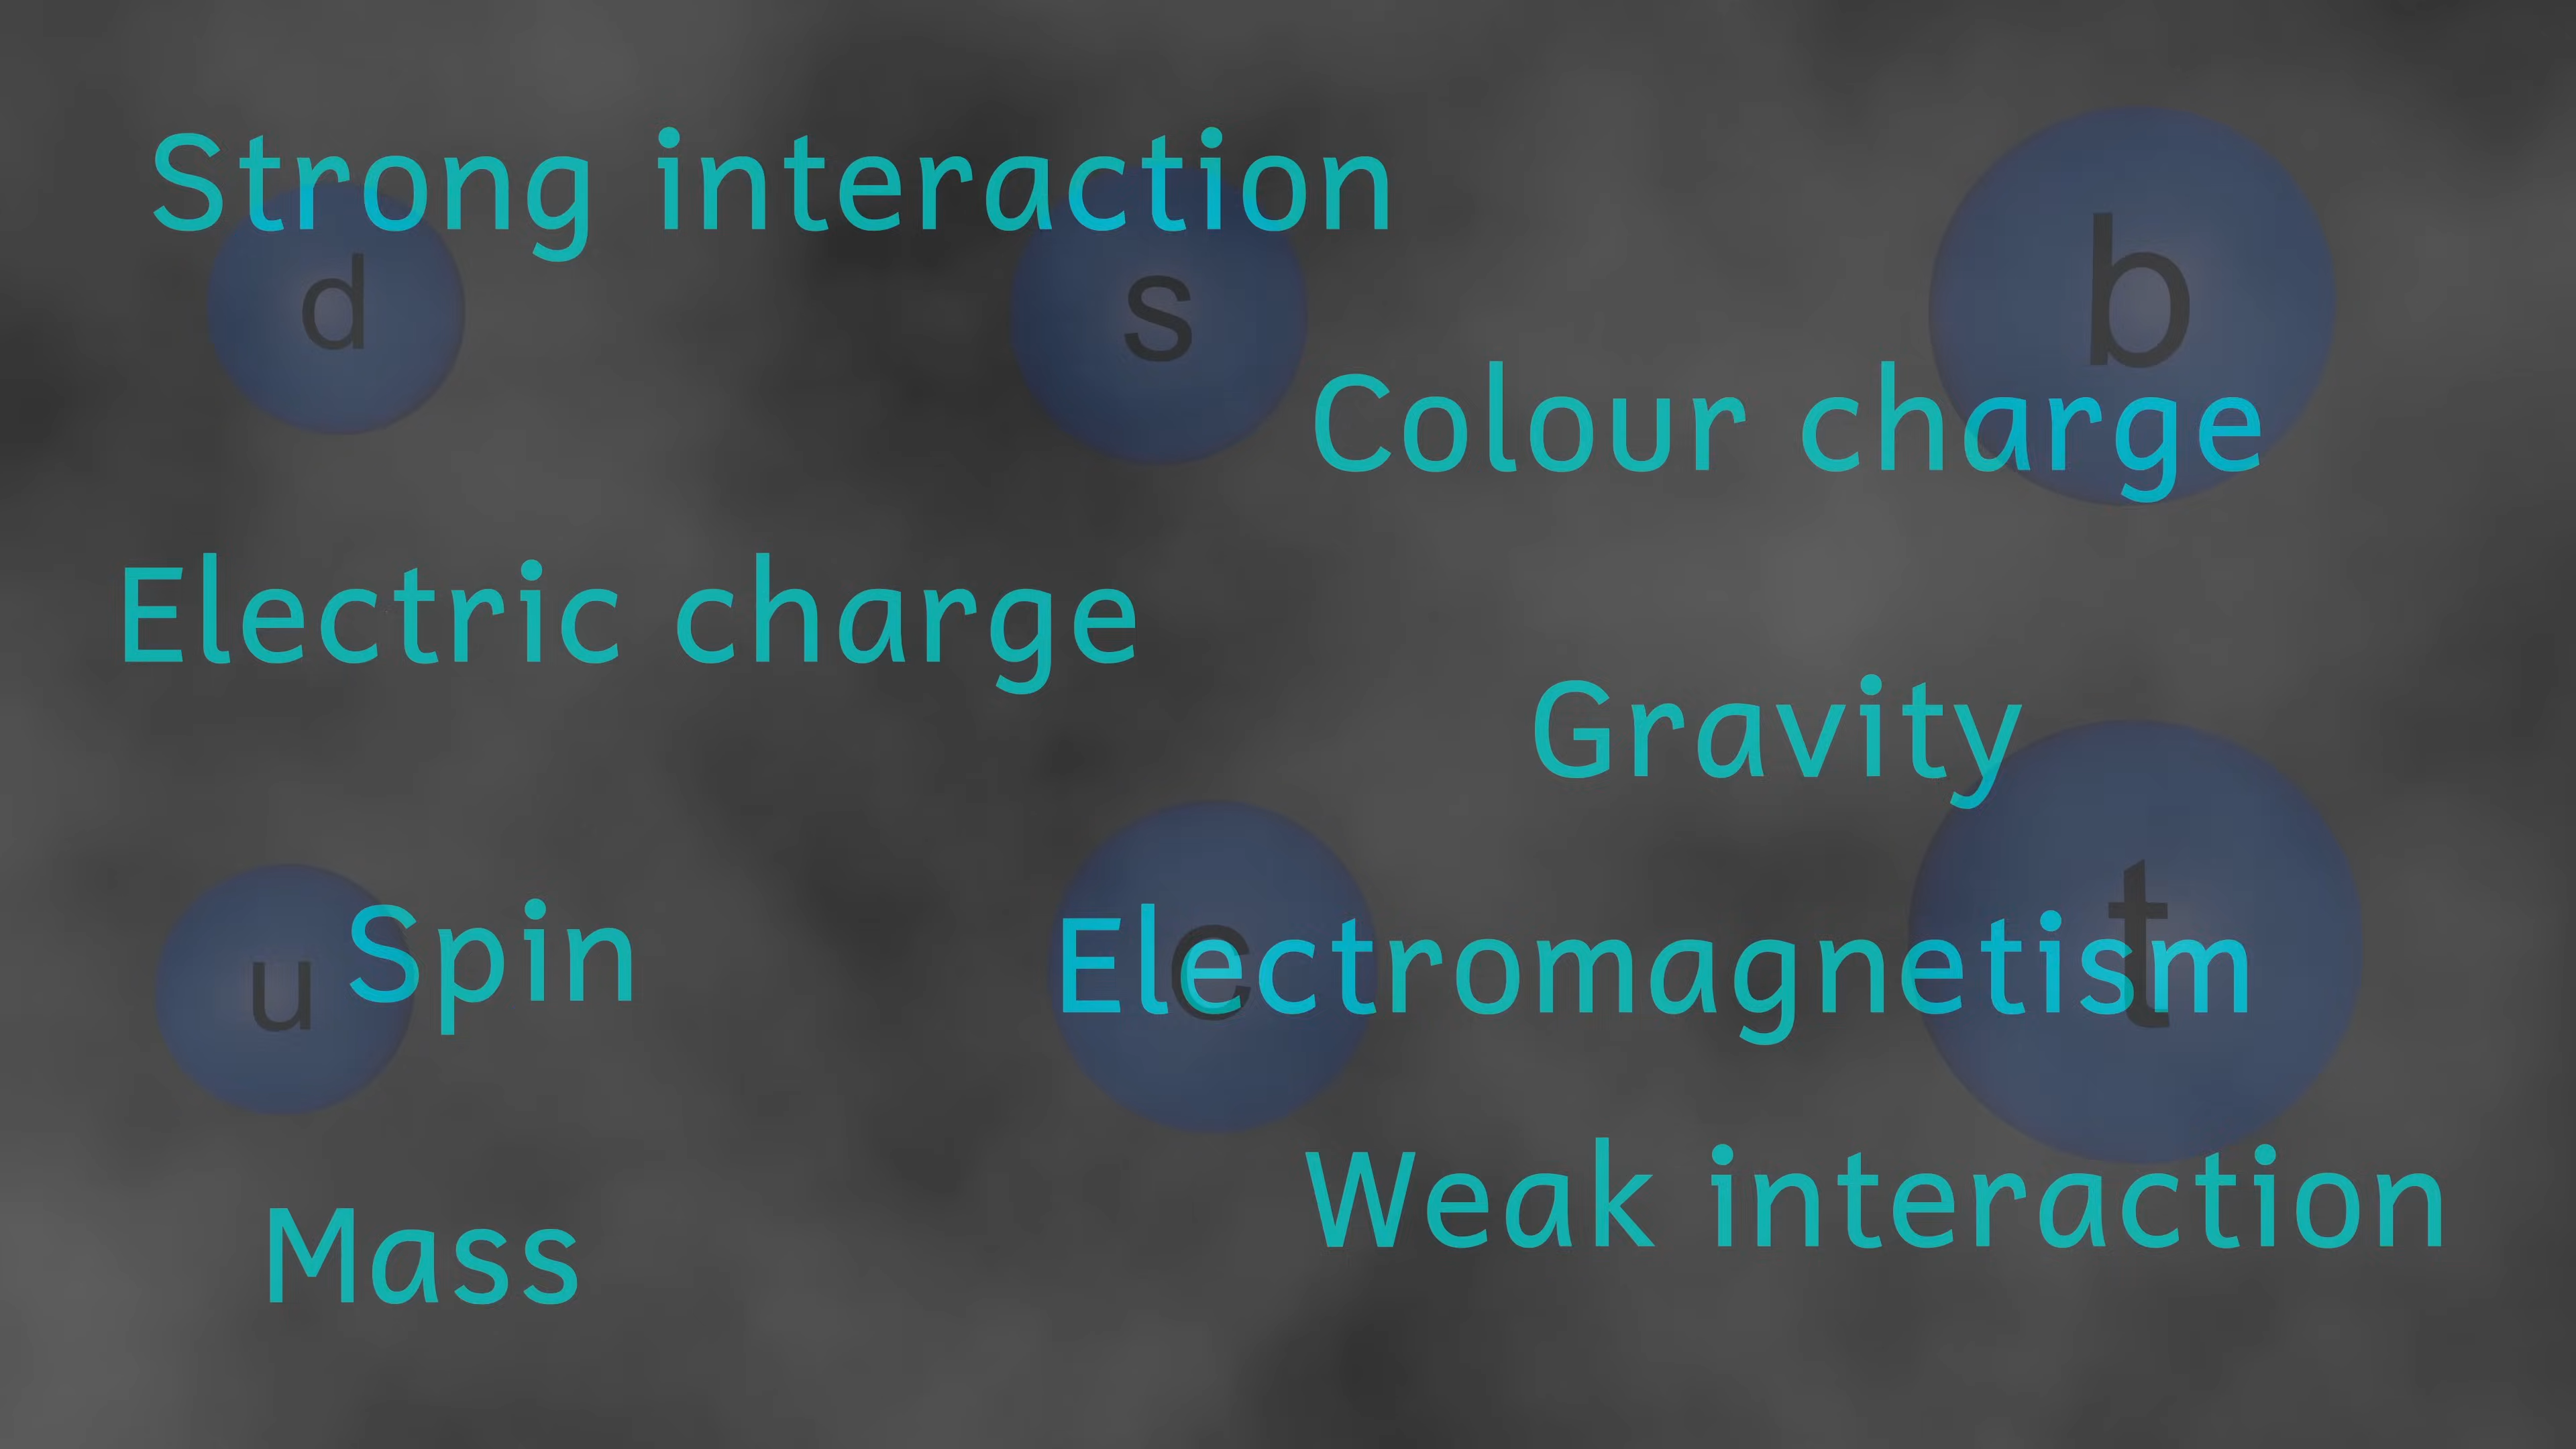 Strong interaction
d
s
b
Colour charge
Electric charge
Gravity
u
Spin
c
Electromagnetism
t
Weak interaction
Mass